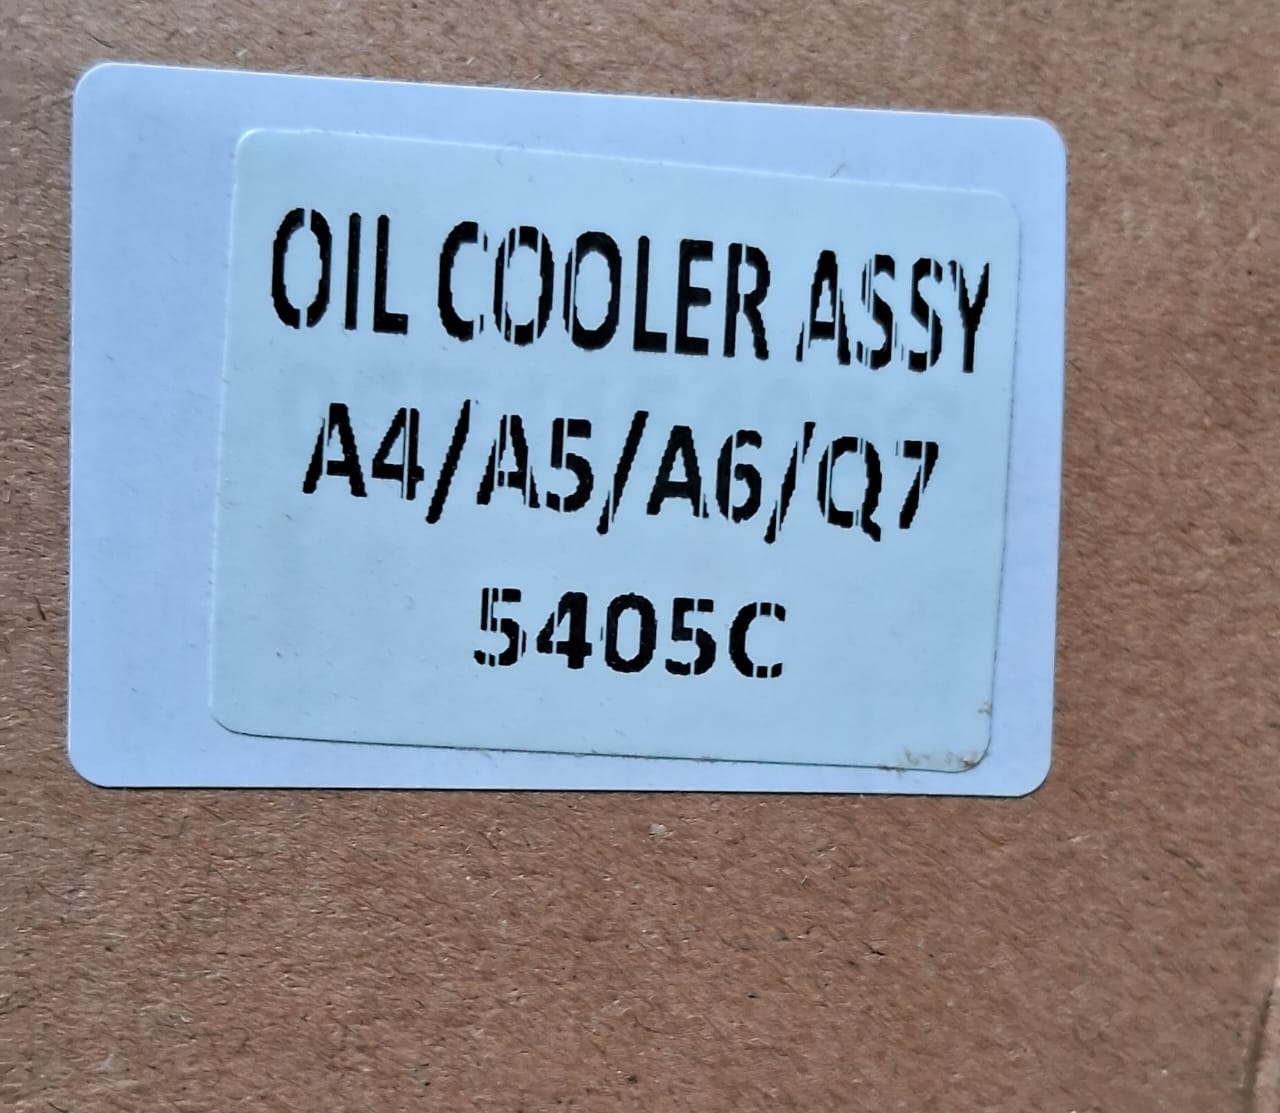 OIL COOLER ASSY
A4/A5/A6/Q7
5405C